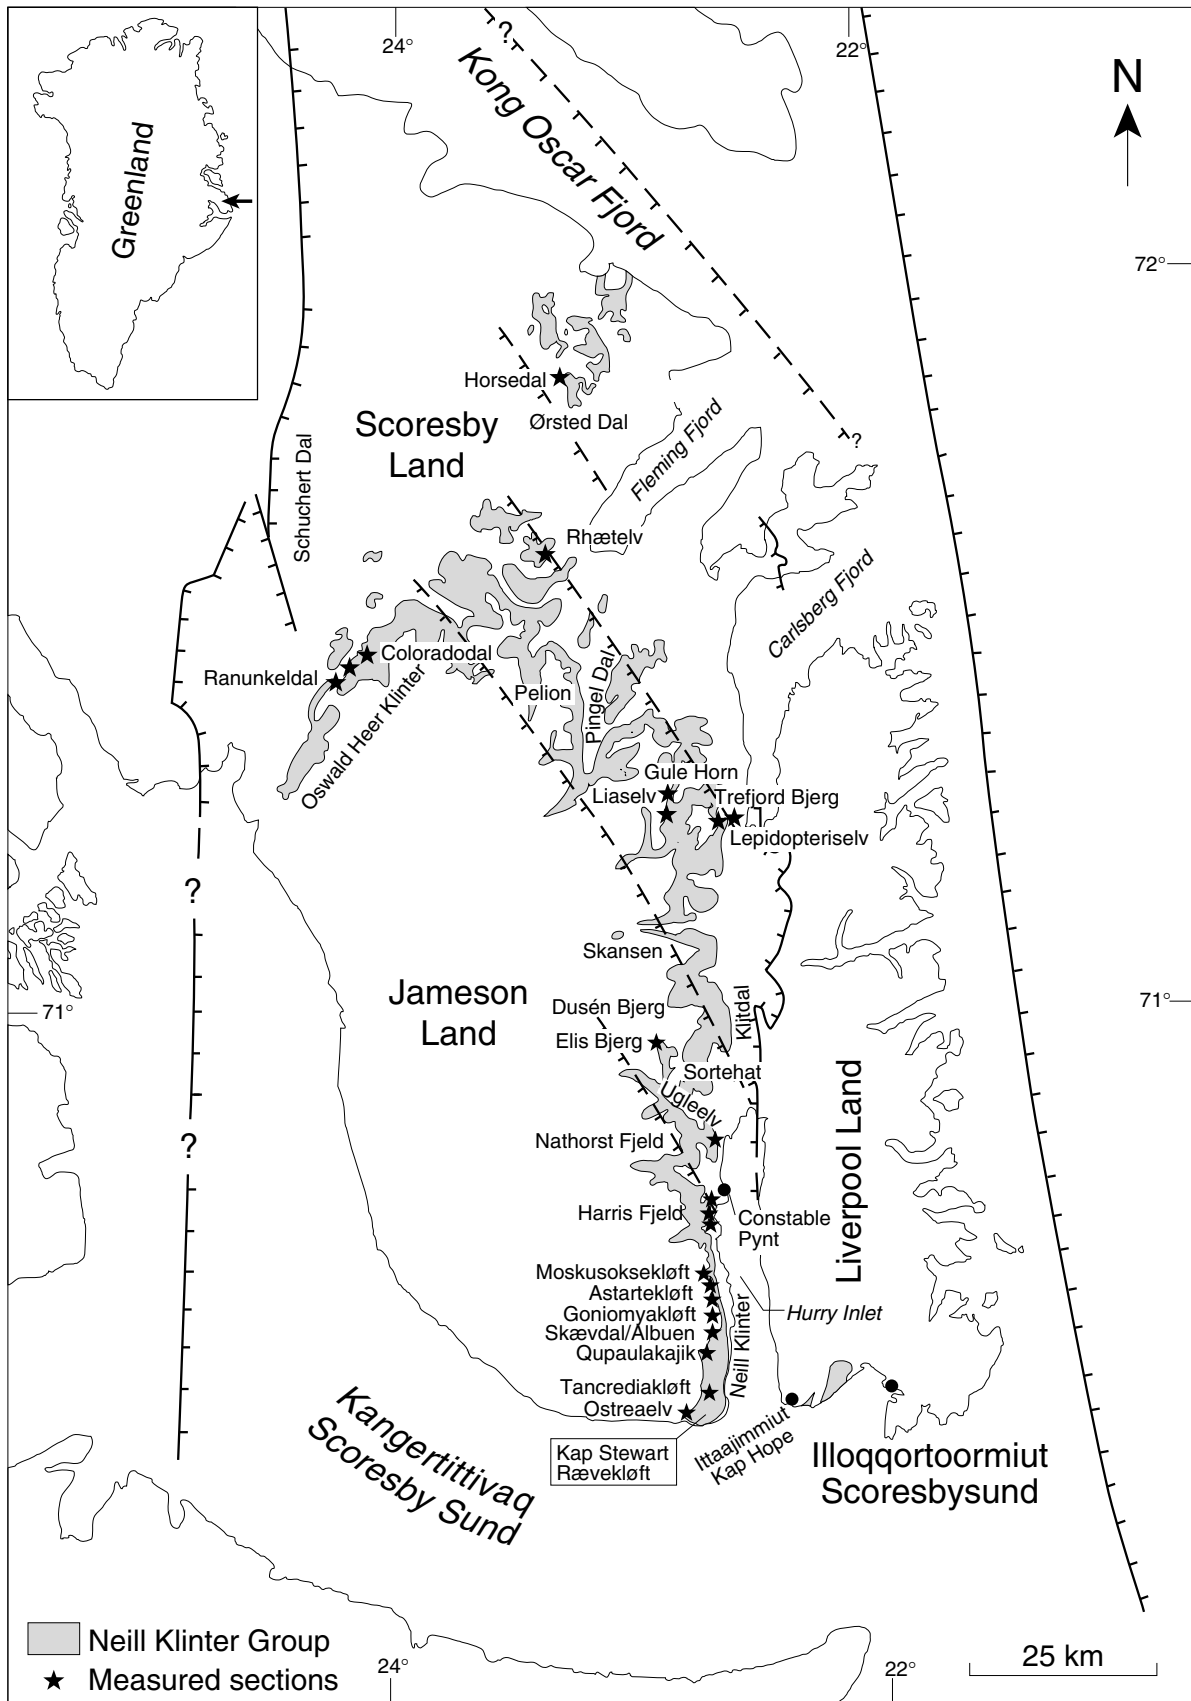 24°
22°
?
Kong Oscar Fjord
N
Greenland
72°
Horsedal
Ørsted Dal
Scoresby
Land
Fleming Fjord
?
Schuchert Dal
Rhætelv
Carlsberg Fjord
Coloradodal
Ranunkeldal
Pelion
Pingel Dal
Oswald Heer Klinter
Gule Horn
Liaselv
Trefjord Bjerg
Lepidopteriselv
?
Skansen
Jameson
Land
Klitdal
71°
71°
Dusén Bjerg
Elis Bjerg
Sortehat
Ugleelv
?
Nathorst Fjeld
Liverpool Land
Harris Fjeld
Constable
Pynt
Moskusoksekløft
Astartekløft
Goniomyakløft
Hurry Inlet
Skævdal/Albuen
Qupaulakajik
Neill Klinter
Tancrediakløft
Ostreaelv
Kap Stewart
Rævekløft
Ittaajimmiut
Kap Hope
Kangertittivaq
Scoresby Sund
Illoqqortoormiut
Scoresbysund
Neill Klinter Group
Measured sections
24°
22°
25 km